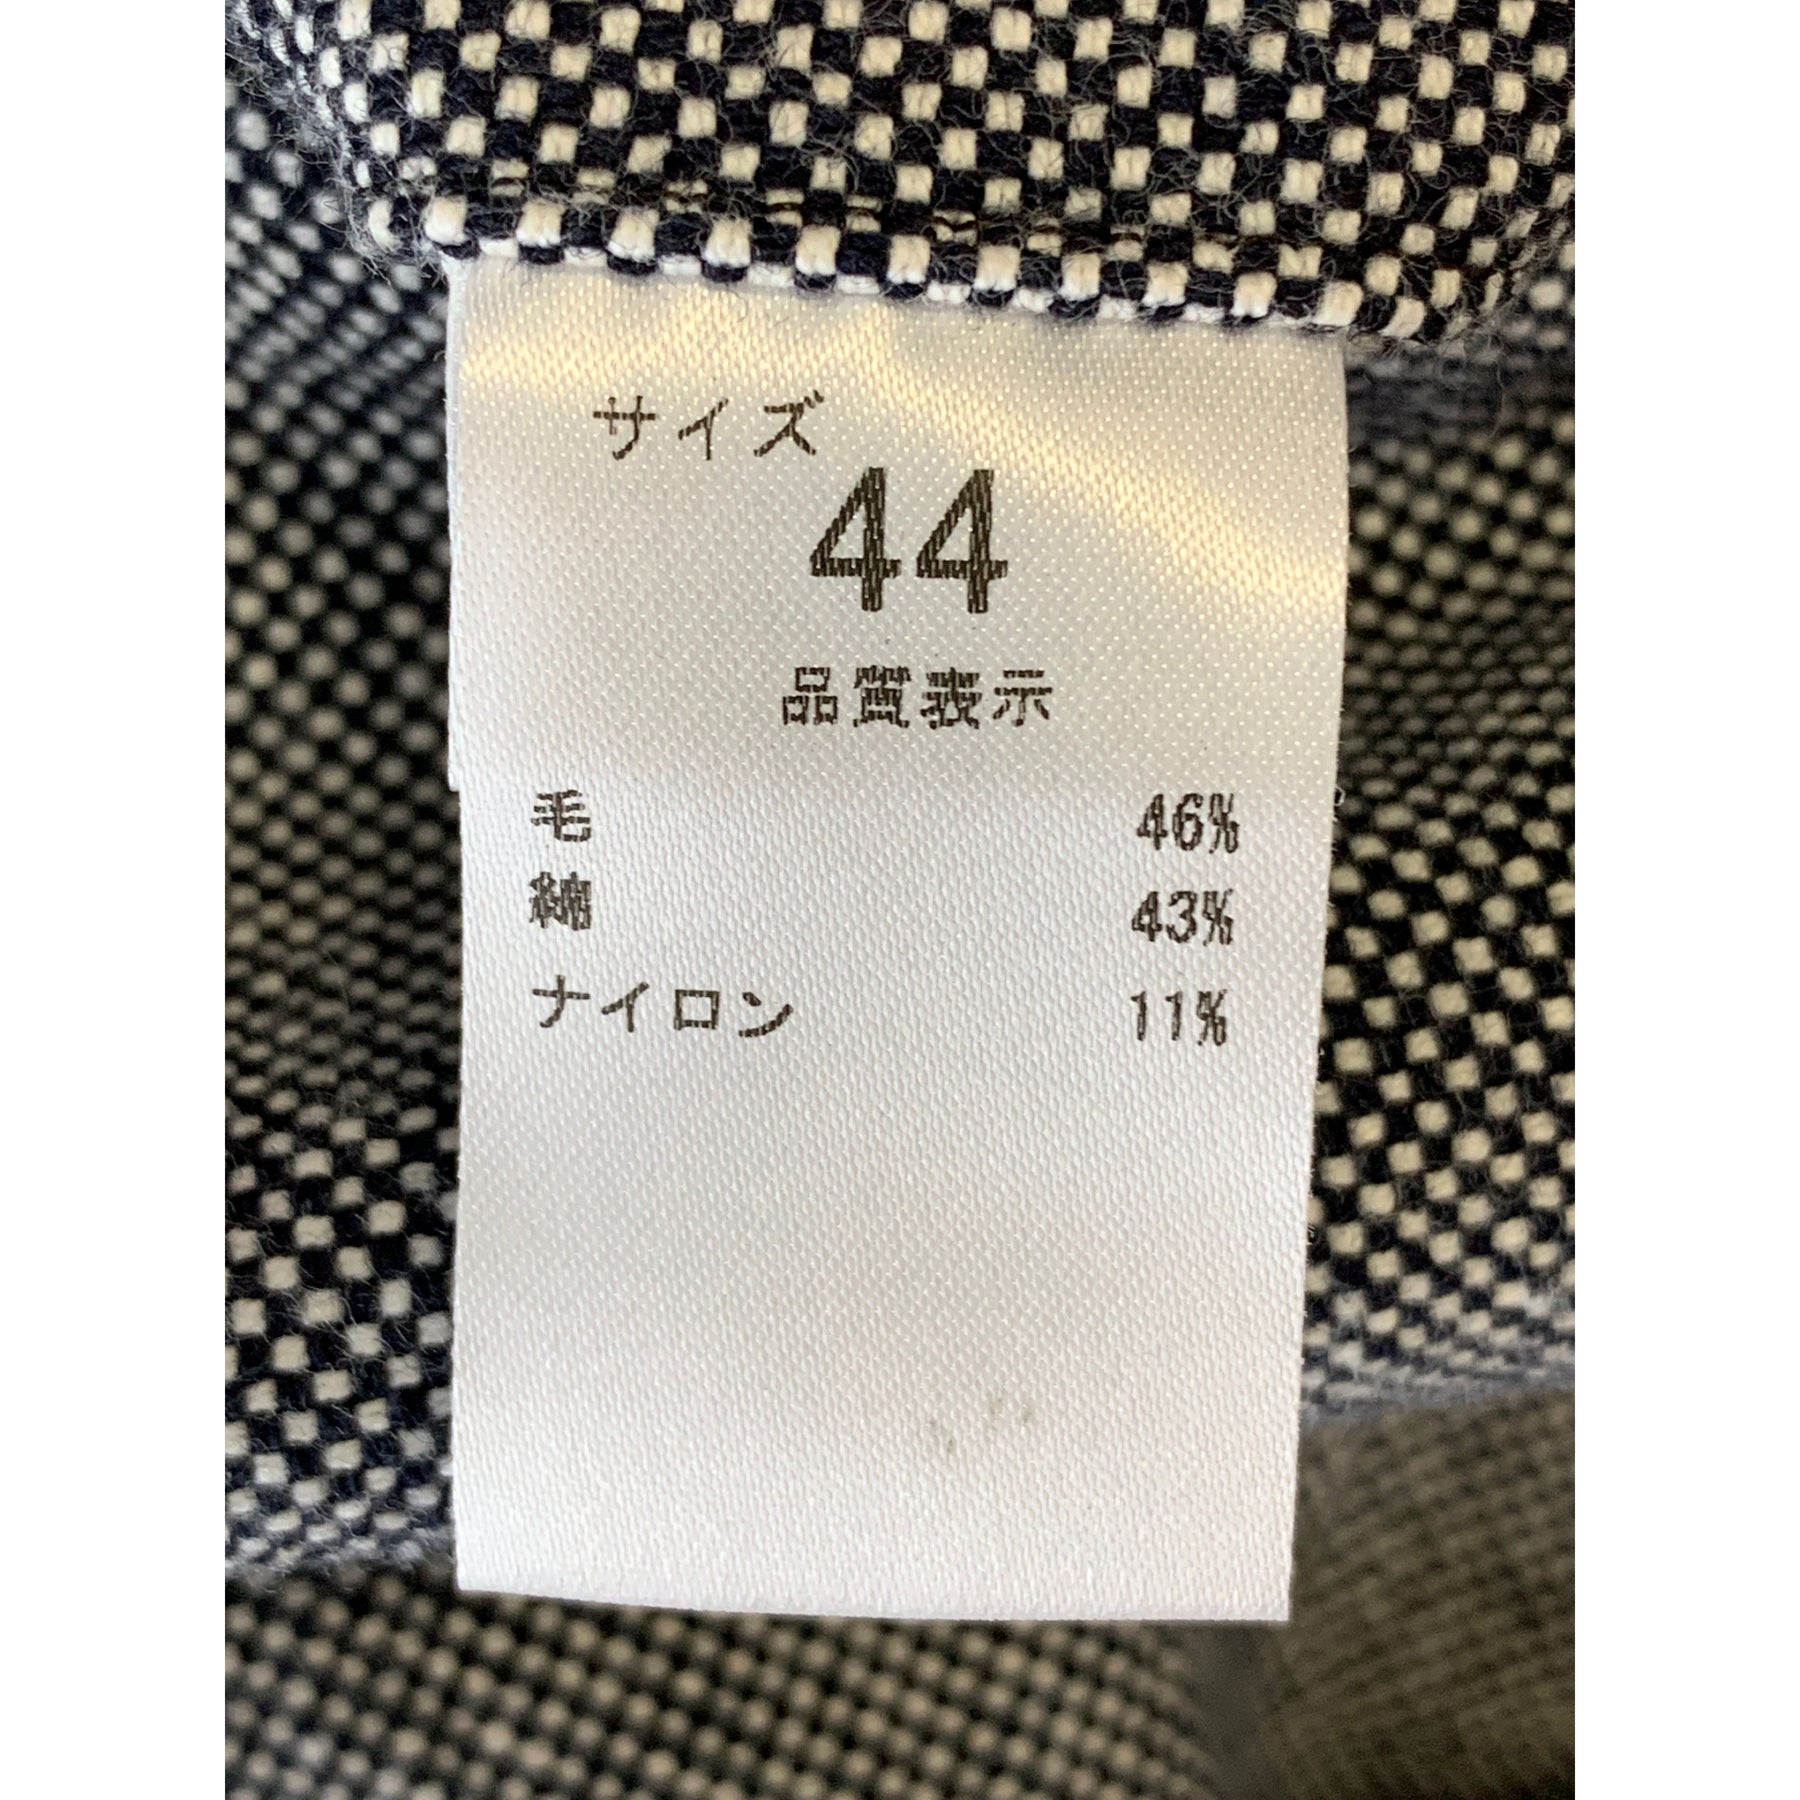 サイズ
44
品質表示
毛 46%
綿 43%
ナイロン 11%